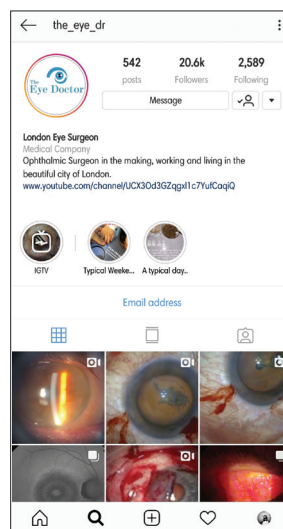 the_eye_dr
The
Eye Doctor
542
20.6k
2,589
posts
Followers
Following
Message
London Eye Surgeon
Medical Company
Ophthalmic Surgeon in the making, working and living in the
beautiful city of London.
www.youtube.com/channel/UCX3Od3GZqgxl1c7YufCaqiQ
IGTV
Typical Weeke...
A typical day..
Email address